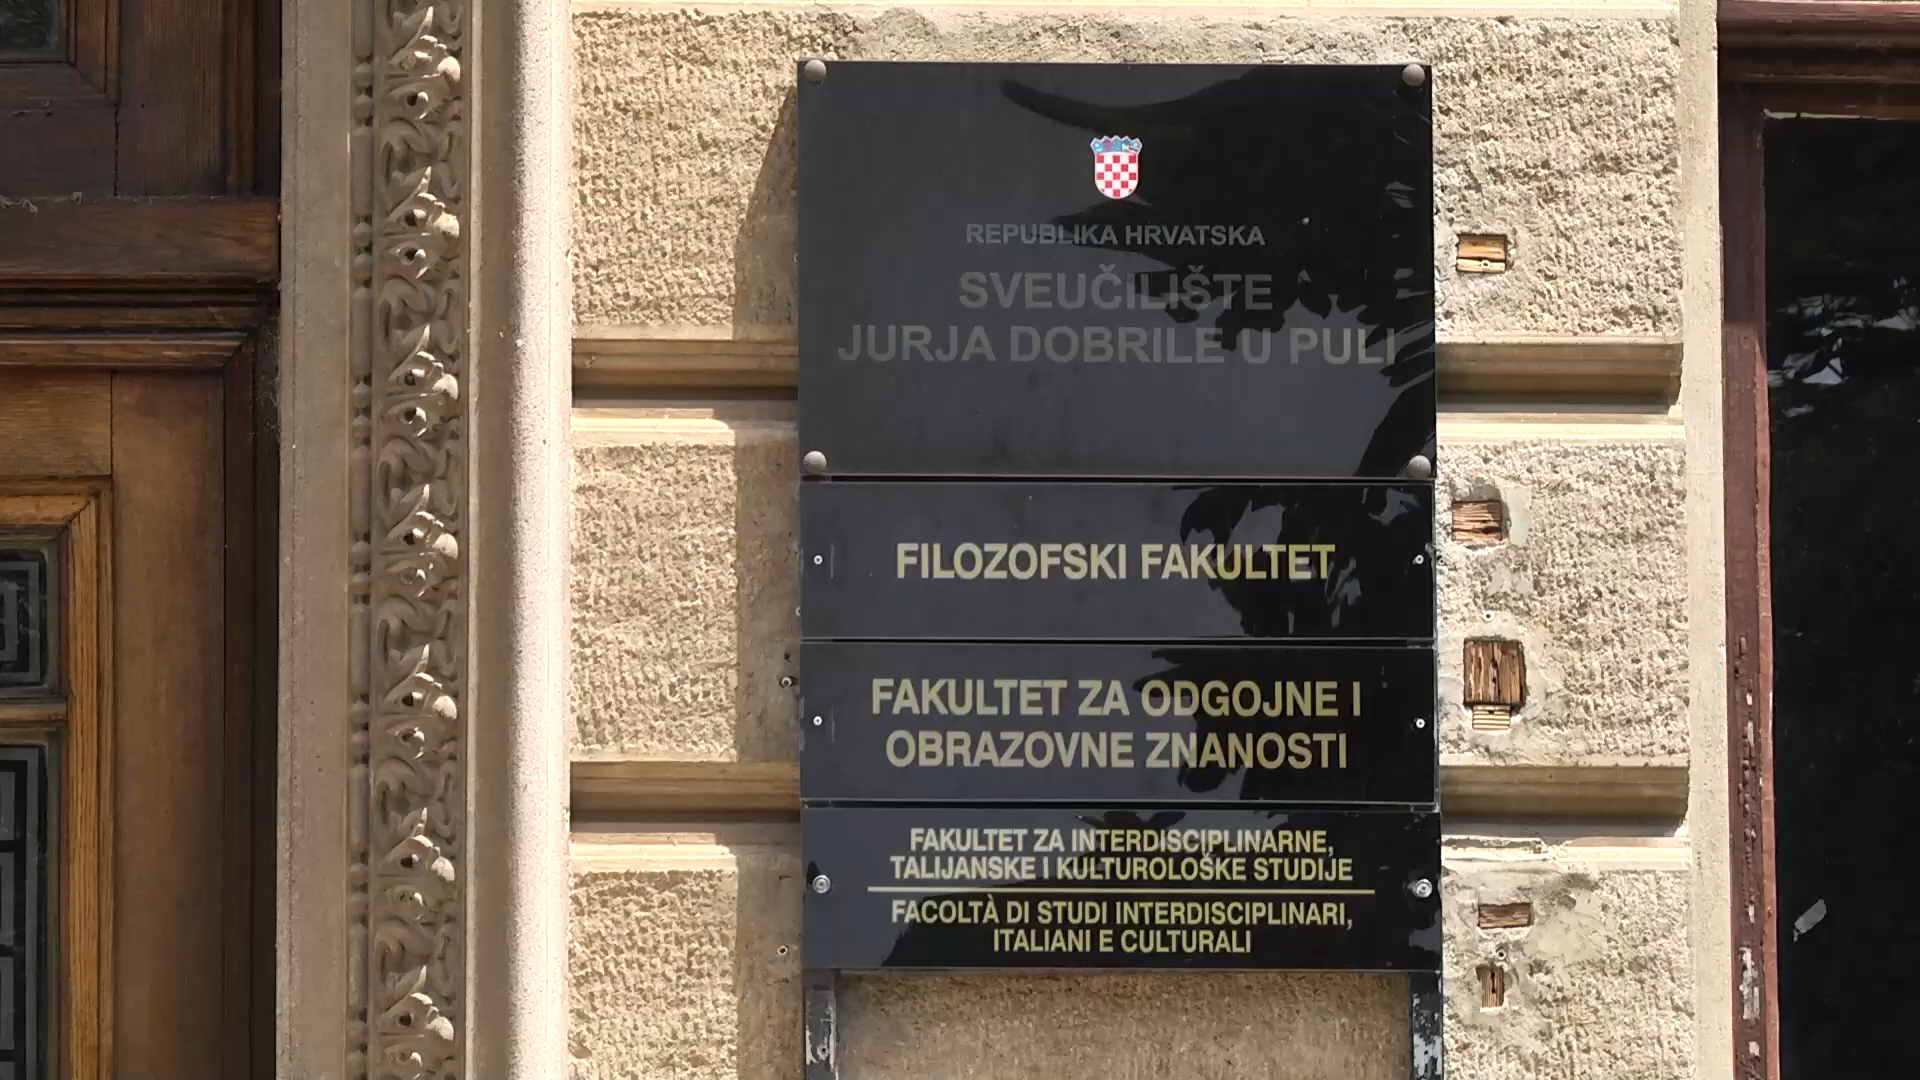 REPUBLIKA HRVATSKA
SVEUČILIŠTE
JURJA DOBRILE U PULI
FILOZOFSKI FAKULTET
FAKULTET ZA ODGOJNE I
OBRAZOVNE ZNANOSTI
FAKULTET ZA INTERDISCIPLINARNE,
TALIJANSKE I KULTUROLOŠKE STUDIJE
FACOLTÀ DI STUDI INTERDISCIPLINARI,
ITALIANI E CULTURALI